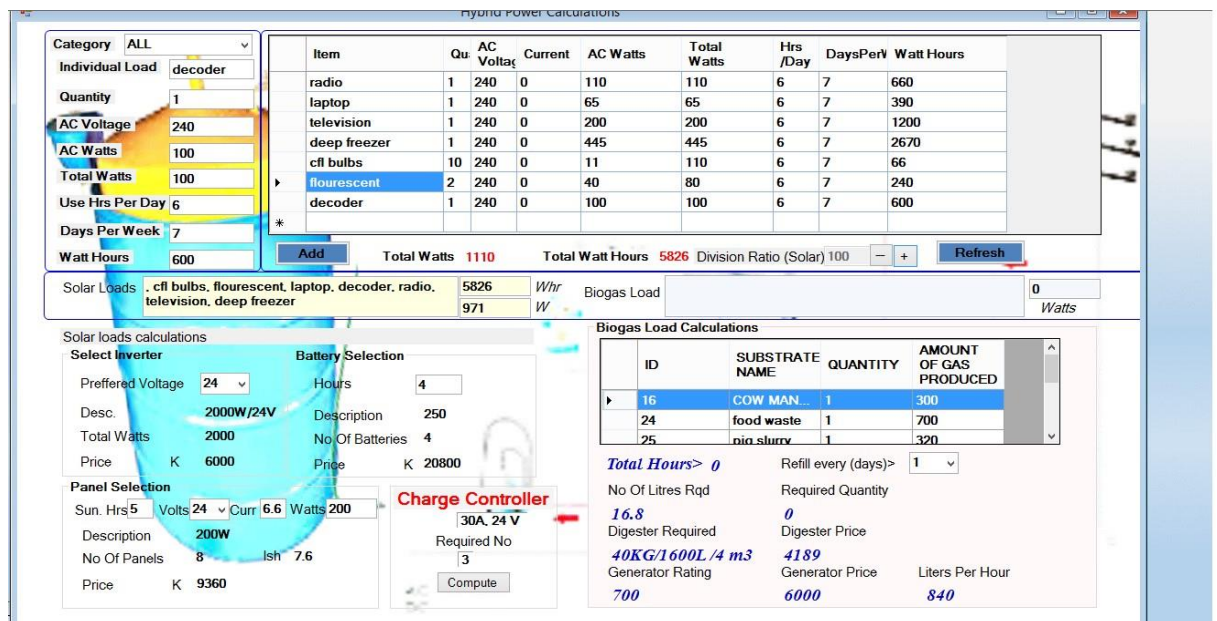 Hybrid Power Calculations
Category ALL
Individual Load decoder
Quantity 1
AC Voltage 240
AC Watts 100
Total Watts 100
Use Hrs Per Day 6
Days Per Week 7
Watt Hours 600
Item Qu AC Voltag Current AC Watts Total Watts Hrs /Day DaysPerW Watt Hours
radio 1 240 0 110 110 6 7 660
laptop 1 240 0 65 65 6 7 390
television 1 240 0 200 200 6 7 1200
deep freezer 1 240 0 445 445 6 7 2670
cfl bulbs 10 240 0 11 110 6 7 66
flourescent 2 240 0 40 80 6 7 240
decoder 1 240 0 100 100 6 7 600
*
Add Total Watts 1110 Total Watt Hours 5826 Division Ratio (Solar) 100 − + Refresh
Solar Loads , cfl bulbs, flourescent, laptop, decoder, radio, 5826 Whr Biogas Load 0
television, deep freezer 971 W Watts
Solar loads calculations
Select Inverter
Preffered Voltage 24
Desc. 2000W/24V
Total Watts 2000
Price K 6000
Battery Selection
Hours 4
Description 250
No Of Batteries 4
Price K 20800
Panel Selection
Sun. Hrs 5 Volts 24 Curr 6.6 Watts 200
Description 200W
No Of Panels 8 Ish 7.6
Price K 9360
Charge Controller
30A, 24 V
Required No
3
Compute
Biogas Load Calculations
ID SUBSTRATE NAME QUANTITY AMOUNT OF GAS PRODUCED
16 COW MAN... 1 300
24 food waste 1 700
25 pig slurry 1 320
Total Hours> 0 Refill every (days)> 1
No Of Litres Rqd Required Quantity
16.8 0
Digester Required Digester Price
40KG/1600L /4 m3 4189
Generator Rating Generator Price Liters Per Hour
700 6000 840